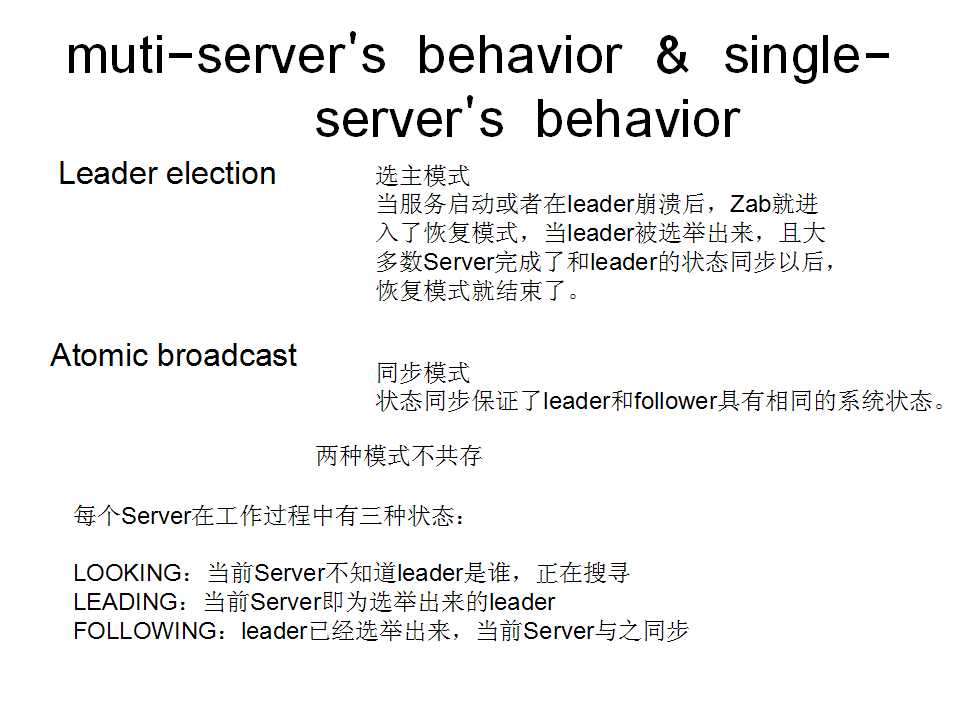 muti-server's behavior & single-
server's behavior
Leader election
选主模式
当服务启动或者在leader崩溃后，Zab就进
入了恢复模式，当leader被选举出来，且大
多数Server完成了和leader的状态同步以后，
恢复模式就结束了。
Atomic broadcast
同步模式
状态同步保证了leader和follower具有相同的系统状态。
两种模式不共存
每个Server在工作过程中有三种状态：
LOOKING：当前Server不知道leader是谁，正在搜寻
LEADING：当前Server即为选举出来的leader
FOLLOWING：leader已经选举出来，当前Server与之同步